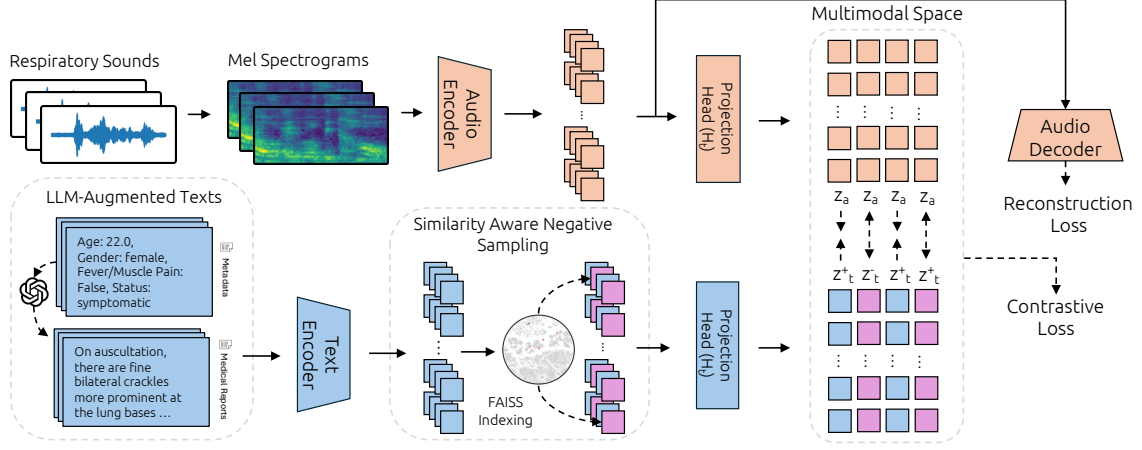 Multimodal Space
Respiratory Sounds
Mel Spectrograms
Audio
Encoder
Projection
Head (Hₜ)
Audio
Decoder
Reconstruction
Loss
LLM-Augmented Texts
Age: 22.0,
Gender: Female,
Fever/Muscle Pain:
False, Status:
symptomatic
Metadata
On auscultation,
there are fine
bilateral crackles
more prominent at
the lung bases ...
Medical Reports
Text
Encoder
Similarity Aware Negative
Sampling
FAISS
Indexing
Projection
Head (Hₜ)
zₐ zₐ zₐ zₐ
z⁺ₜ z⁻ₜ z⁺ₜ z⁺ₜ
Contrastive
Loss